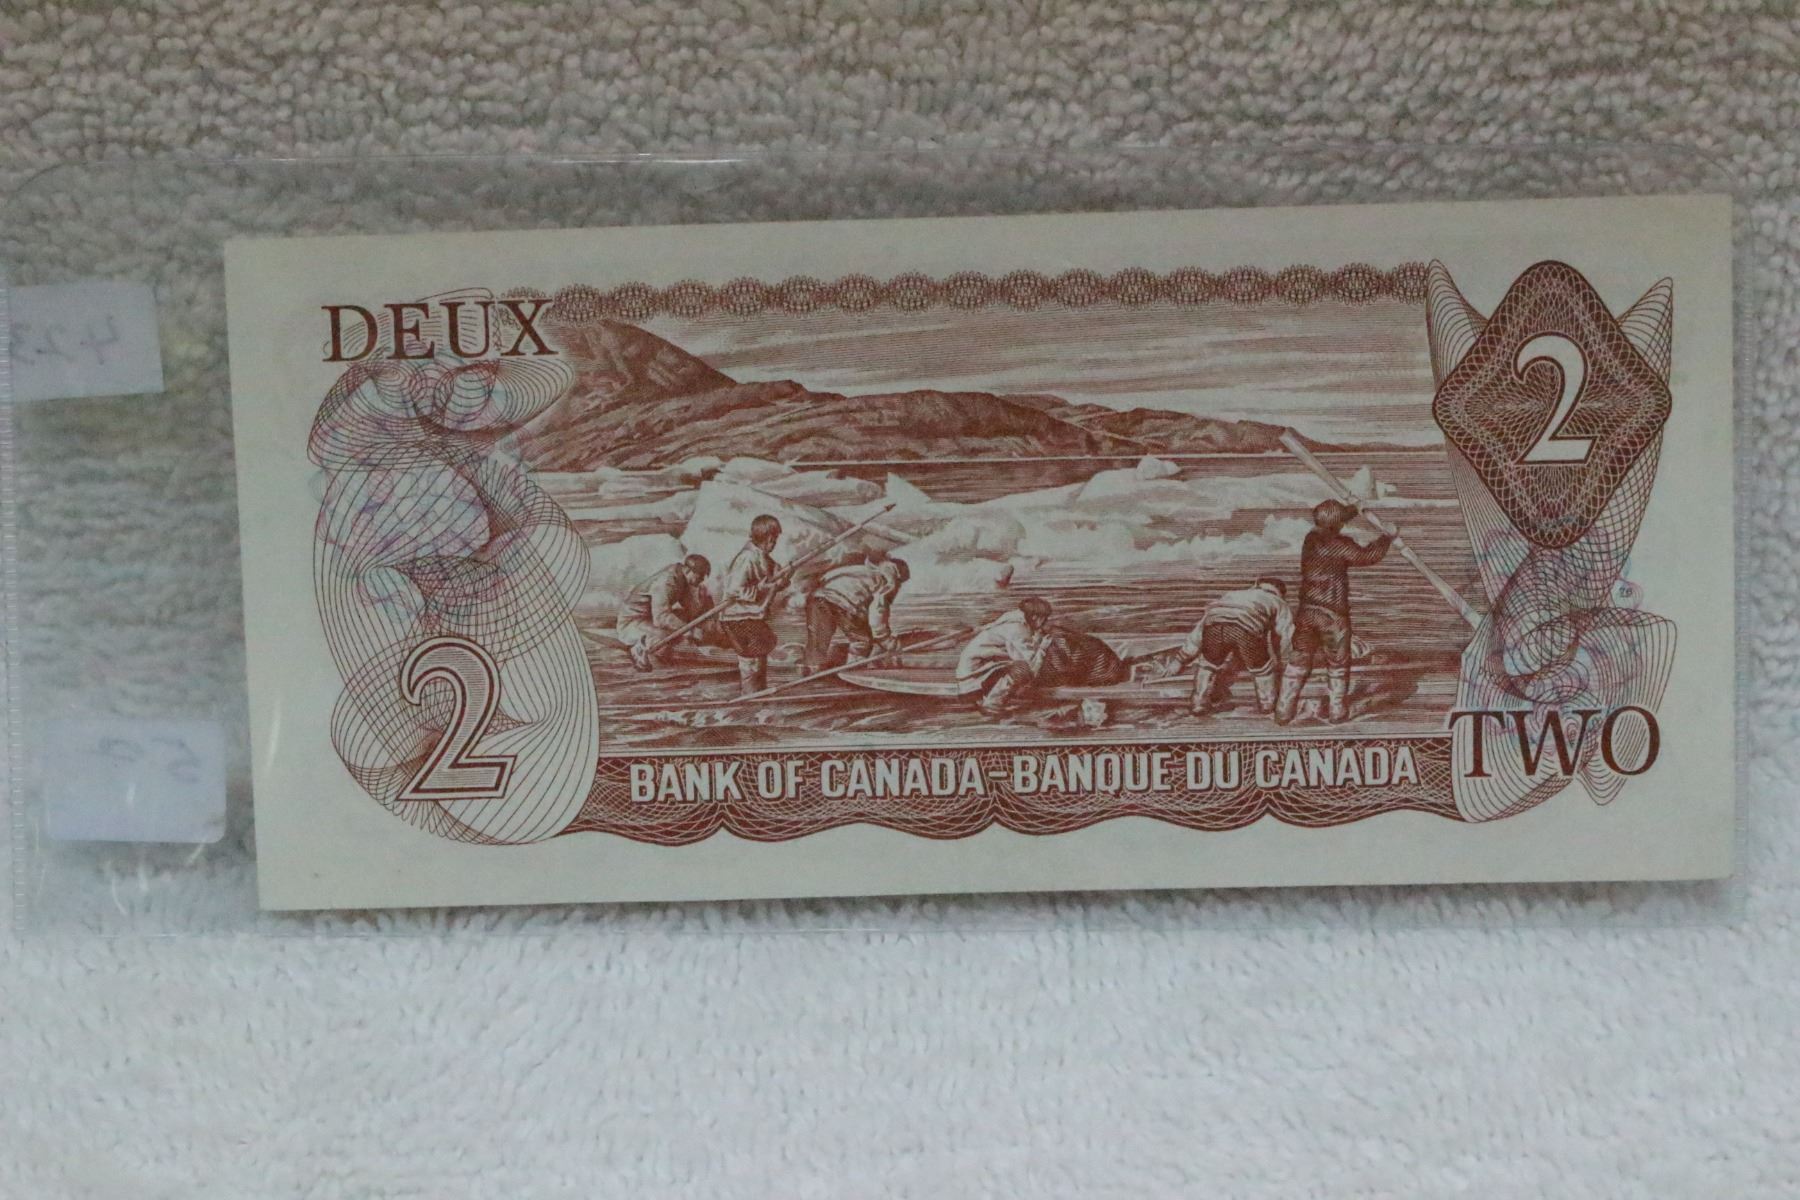 DEUX
2
2
BANK OF CANADA-BANQUE DU CANADA
TWO